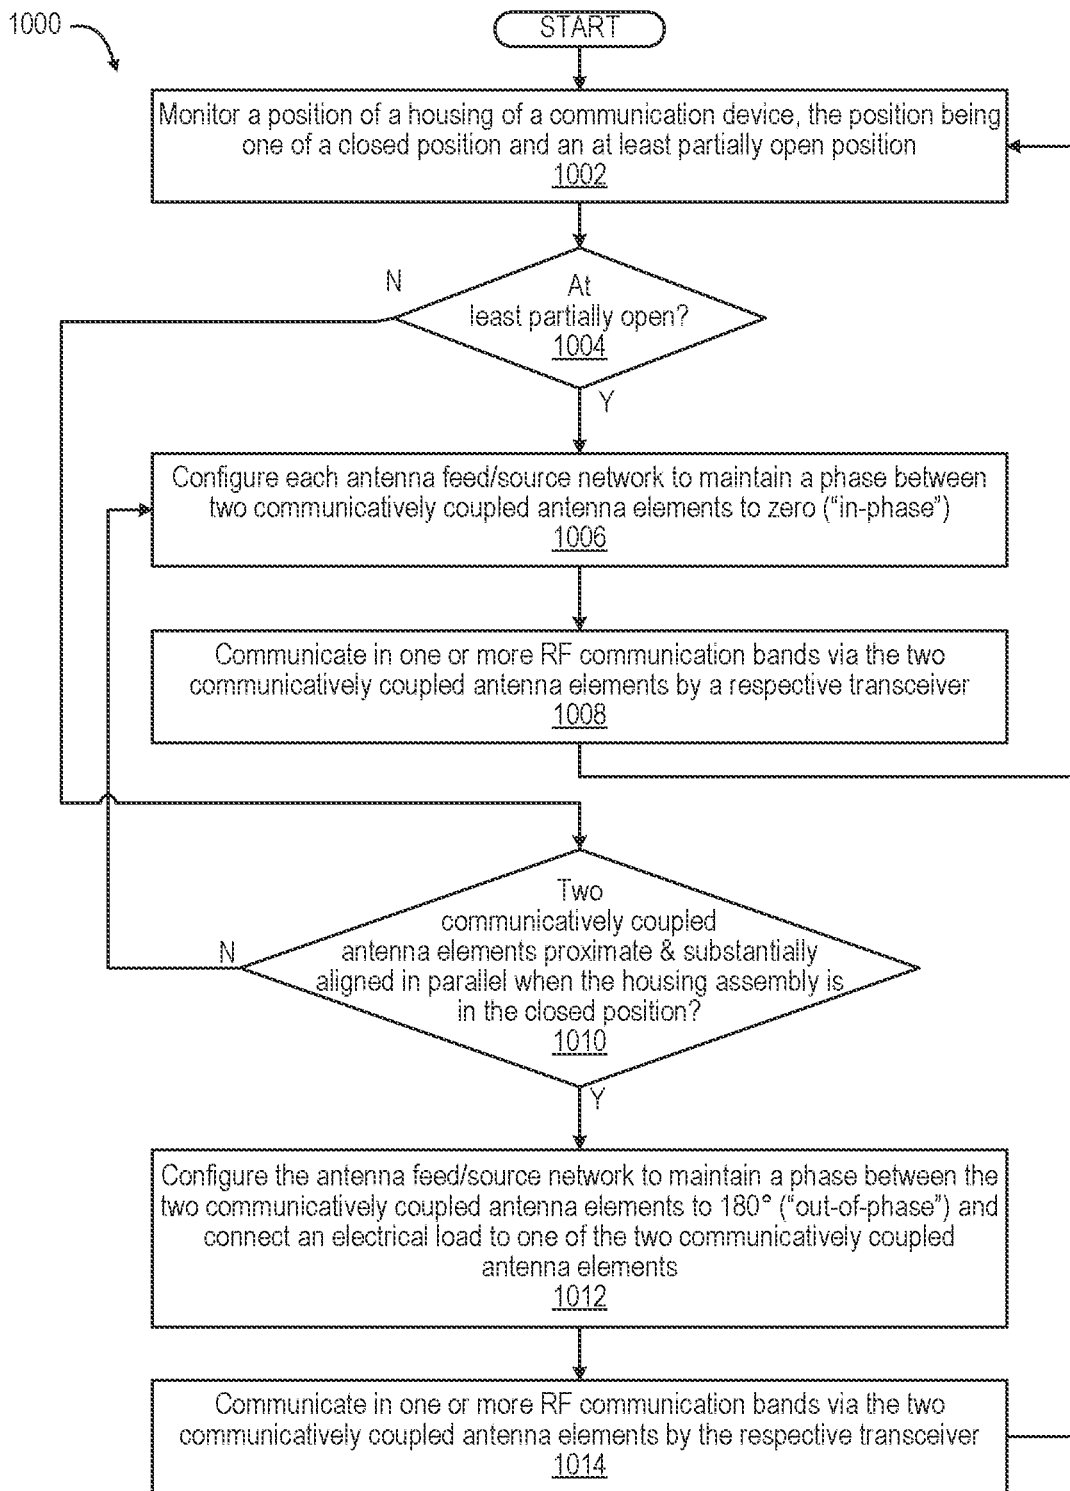 1000
START
Monitor a position of a housing of a communication device, the position being
one of a closed position and an at least partially open position
1002
N
At
least partially open?
1004
Y
Configure each antenna feed/source network to maintain a phase between
two communicatively coupled antenna elements to zero (“in-phase”)
1006
Communicate in one or more RF communication bands via the two
communicatively coupled antenna elements by a respective transceiver
1008
Two
communicatively coupled
N
antenna elements proximate & substantially
aligned in parallel when the housing assembly is
in the closed position?
1010
Y
Configure the antenna feed/source network to maintain a phase between the
two communicatively coupled antenna elements to 180° (“out-of-phase”) and
connect an electrical load to one of the two communicatively coupled
antenna elements
1012
Communicate in one or more RF communication bands via the two
communicatively coupled antenna elements by the respective transceiver
1014